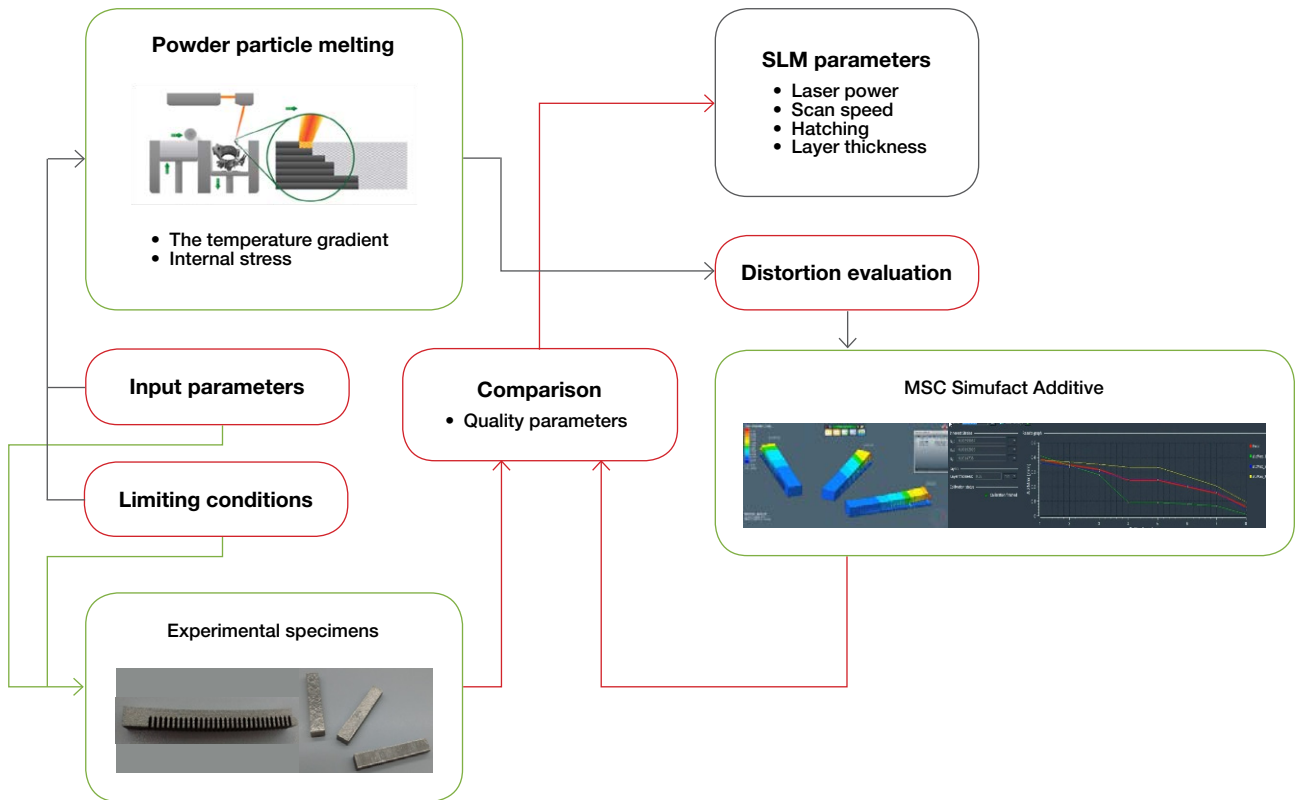 Powder particle melting
• The temperature gradient
• Internal stress
SLM parameters
• Laser power
• Scan speed
• Hatching
• Layer thickness
Distortion evaluation
Input parameters
Limiting conditions
Comparison
• Quality parameters
MSC Simufact Additive
Experimental specimens